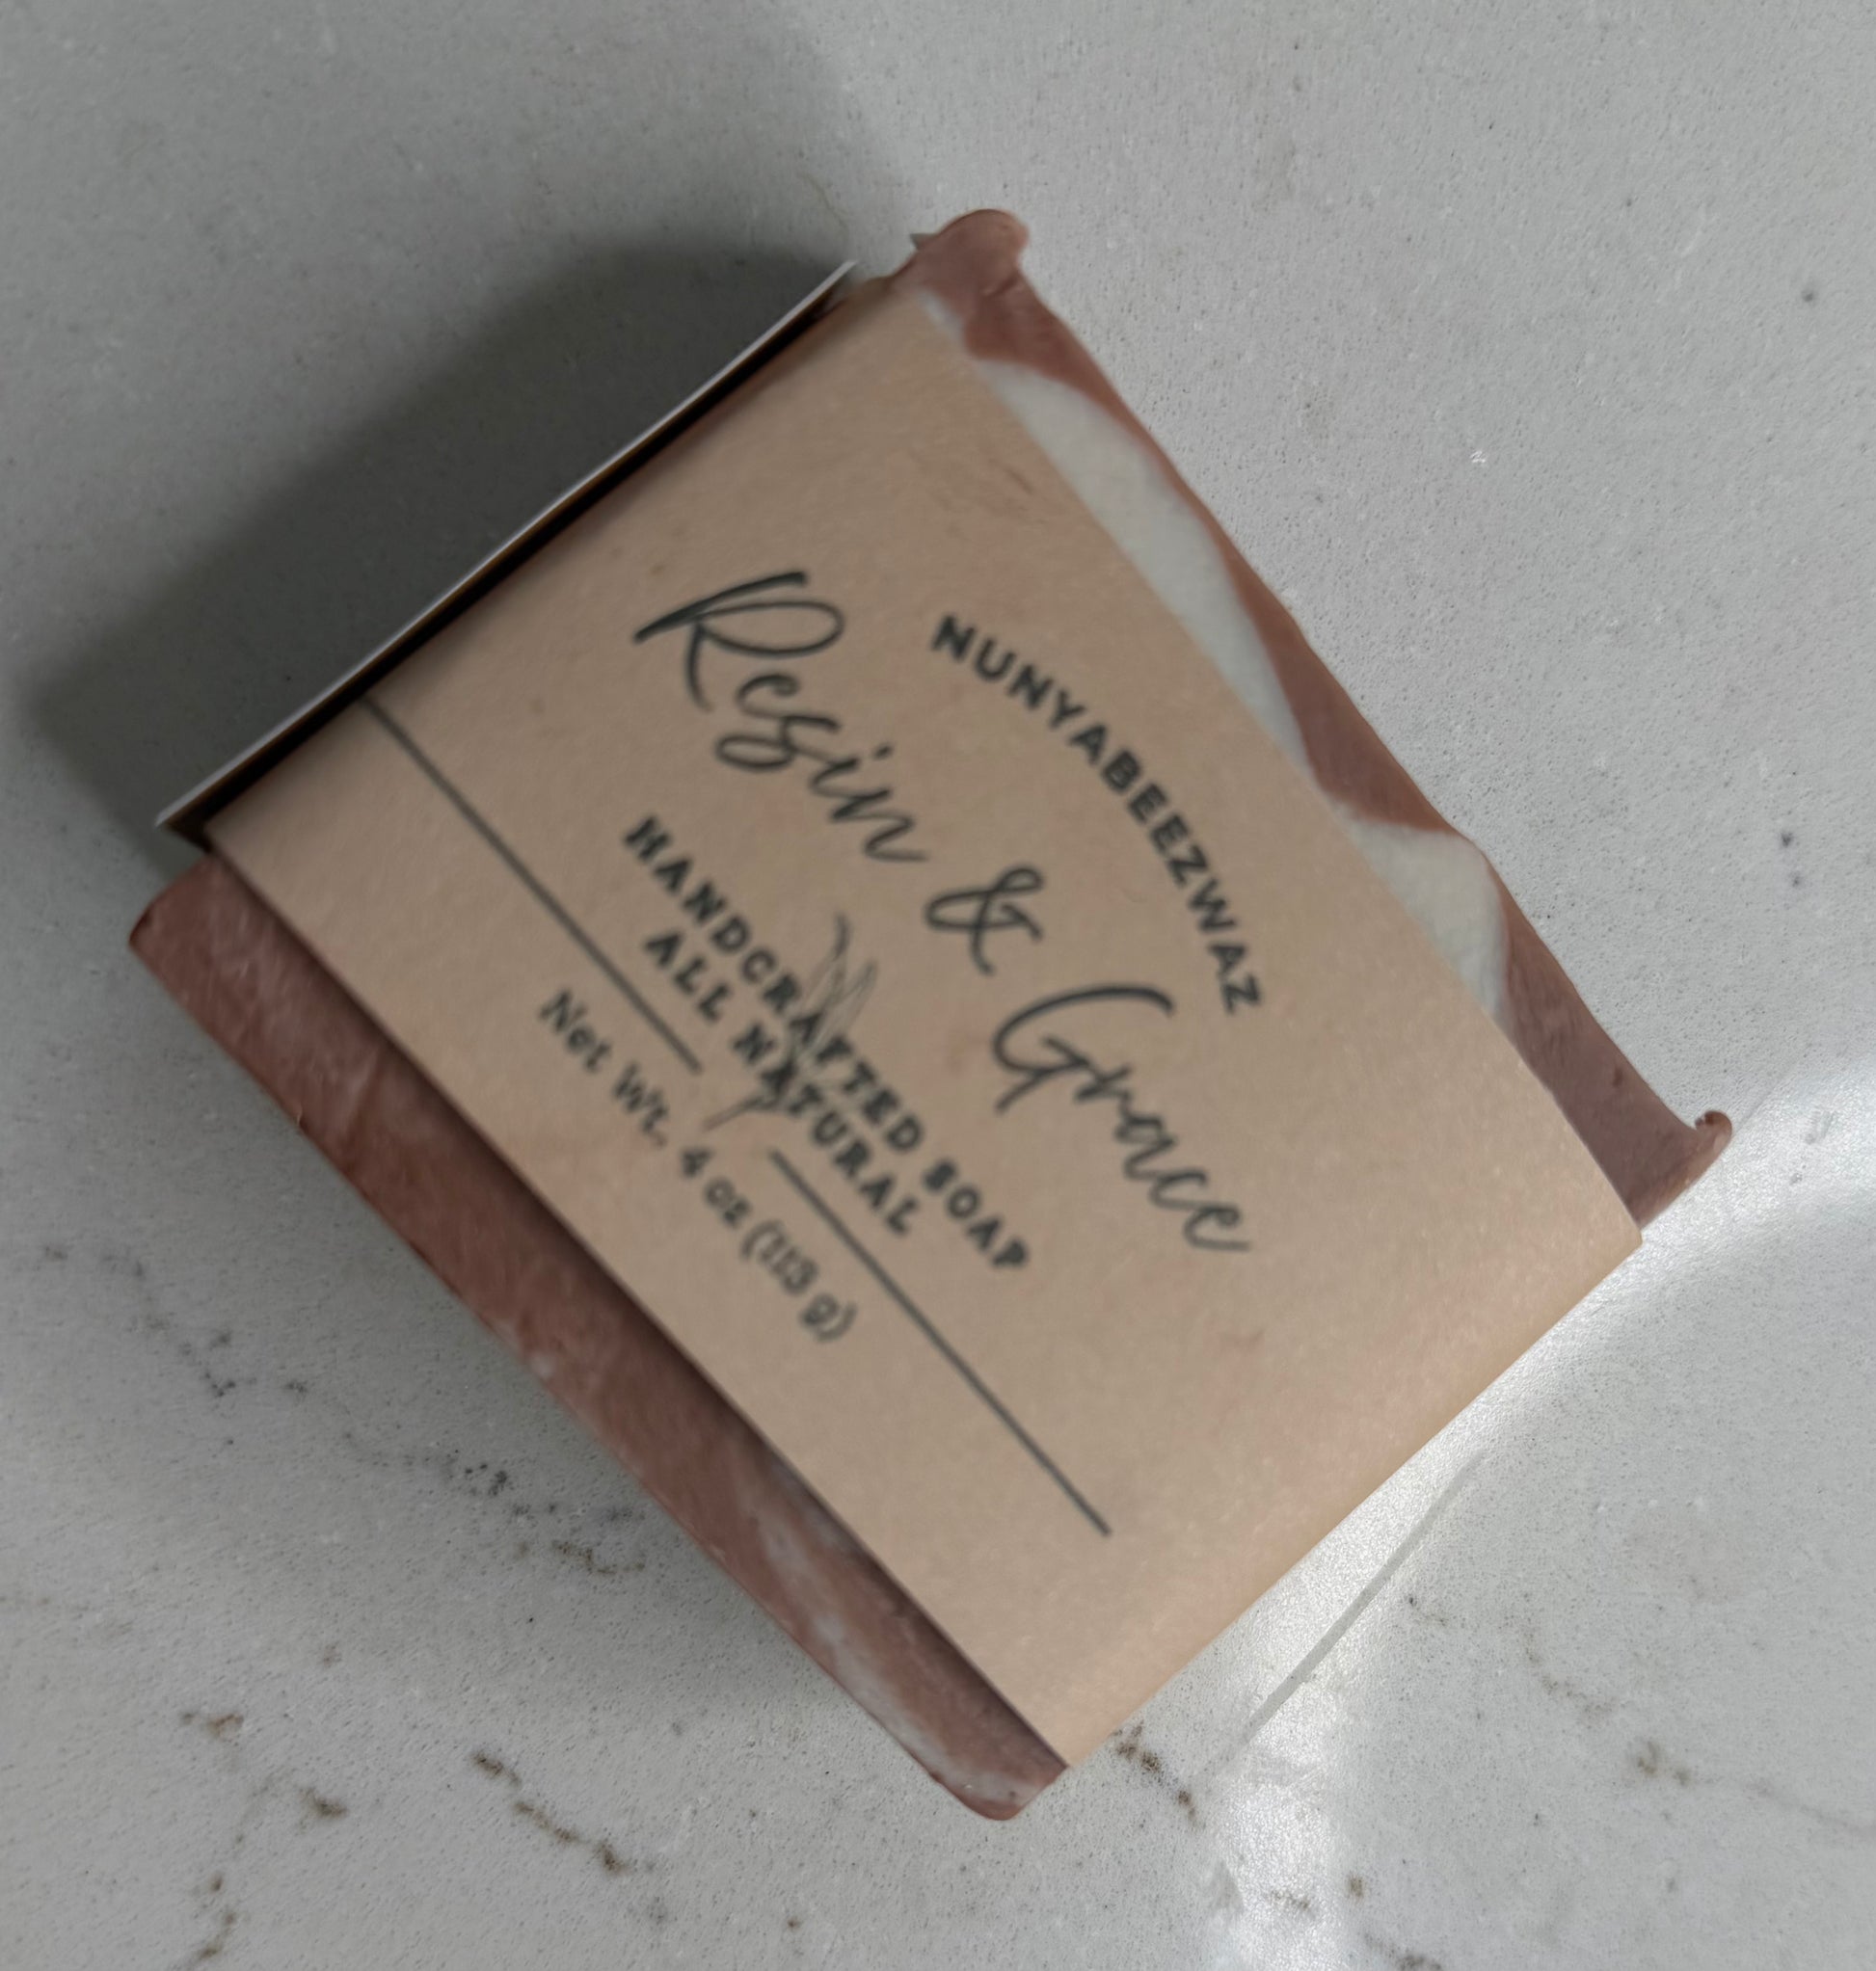 NUNYABEEZWAZ
Resin & Grace
HANDCRAFTED SOAP
ALL NATURAL
Net Wt. 4 oz (113 g)